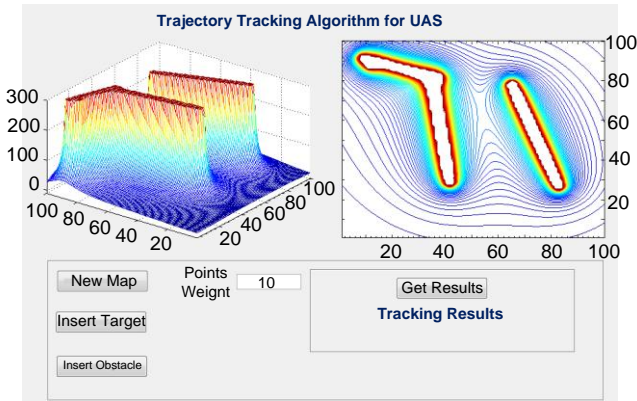 Trajectory Tracking Algorithm for UAS
300
200
100
0
100 80 60 40 20
20 40 60 80 100
100
80
60
40
20
20 40 60 80 100
New Map
Points
Weignt
10
Get Results
Tracking Results
Insert Target
Insert Obstacle